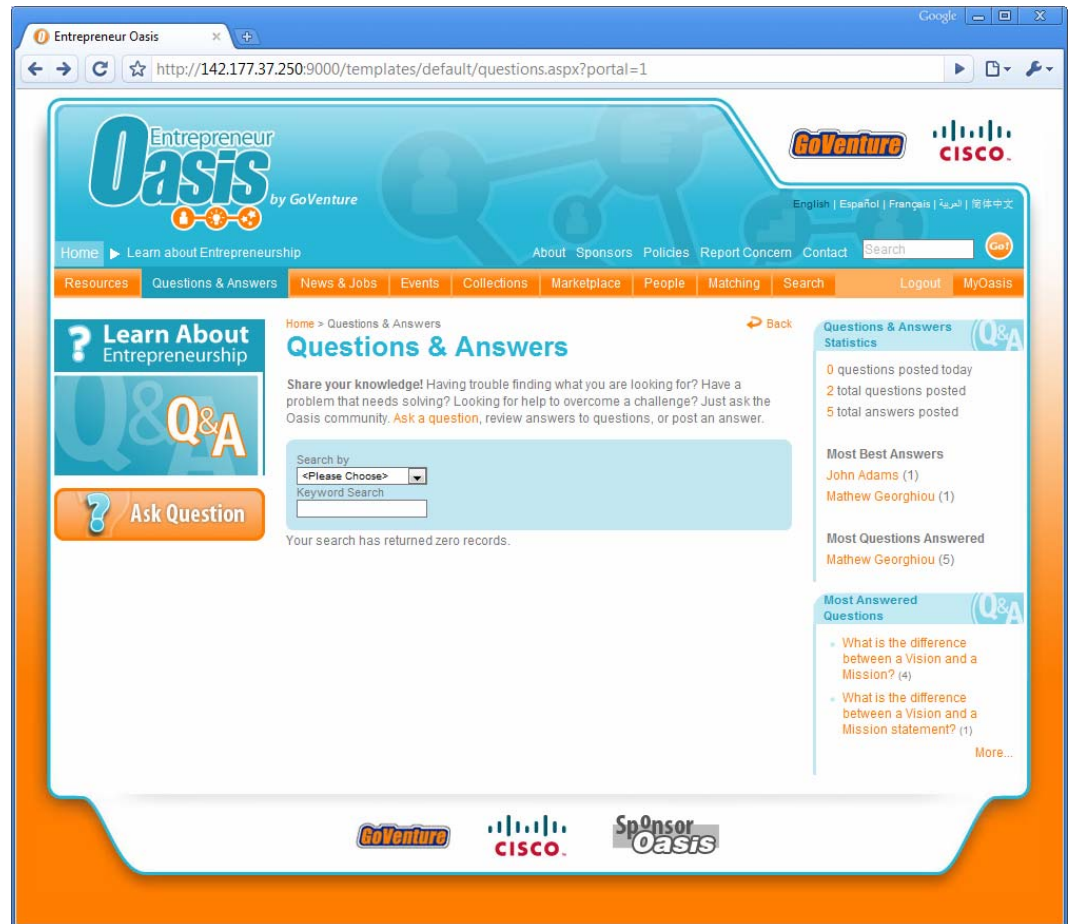 Google
Entrepreneur Oasis
http://142.177.37.250:9000/templates/default/questions.aspx?portal=1
Entrepreneur
Oasis
by GoVenture
GoVenture
CISCO
English | Español | Français | العربية | 简体中文
Home ▶ Learn about Entrepreneurship
About Sponsors Policies Report Concern Contact Search Go!
Resources Questions & Answers News & Jobs Events Collections Marketplace People Matching Search Logout MyOasis
? Learn About
Entrepreneurship
Q&A
? Ask Question
Home > Questions & Answers
Back
Questions & Answers
Share your knowledge! Having trouble finding what you are looking for? Have a
problem that needs solving? Looking for help to overcome a challenge? Just ask the
Oasis community. Ask a question, review answers to questions, or post an answer.
Search by
<Please Choose>
Keyword Search
Your search has returned zero records.
Questions & Answers
Statistics
Q&A
0 questions posted today
2 total questions posted
5 total answers posted
Most Best Answers
John Adams (1)
Mathew Georghiou (1)
Most Questions Answered
Mathew Georghiou (5)
Most Answered
Questions
Q&A
What is the difference
between a Vision and a
Mission? (4)
What is the difference
between a Vision and a
Mission statement? (1)
More...
GoVenture
CISCO
Sponsor
Oasis